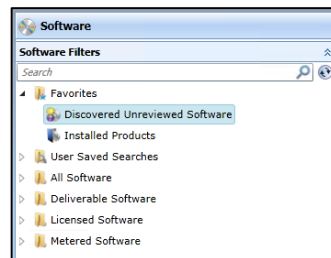 Software
Software Filters
Search
Favorites
Discovered Unreviewed Software
Installed Products
User Saved Searches
All Software
Deliverable Software
Licensed Software
Metered Software